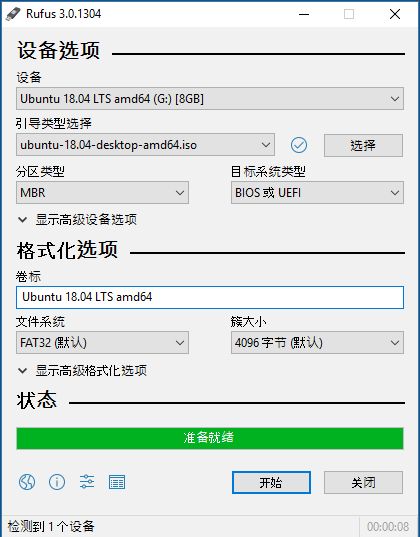 Rufus 3.0.1304
设备选项
设备
Ubuntu 18.04 LTS amd64 (G:) [8GB]
引导类型选择
ubuntu-18.04-desktop-amd64.iso
选择
分区类型
目标系统类型
MBR
BIOS 或 UEFI
显示高级设备选项
格式化选项
卷标
Ubuntu 18.04 LTS amd64
文件系统
簇大小
FAT32 (默认)
4096 字节 (默认)
显示高级格式化选项
状态
准备就绪
开始
关闭
检测到 1 个设备
00:00:08